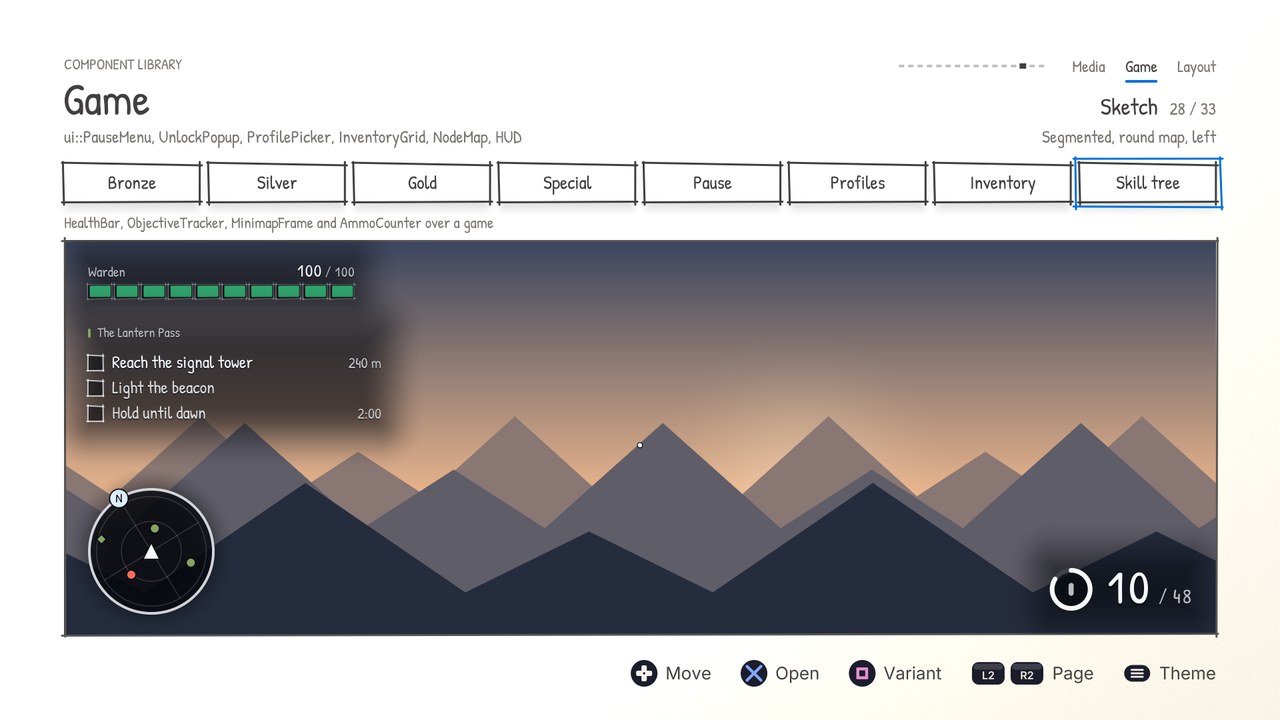 COMPONENT LIBRARY
Media Game Layout
Game
Sketch 28 / 33
ui::PauseMenu, UnlockPopup, ProfilePicker, InventoryGrid, NodeMap, HUD
Segmented, round map, left
Bronze Silver Gold Special Pause Profiles Inventory Skill tree
HealthBar, ObjectiveTracker, MinimapFrame and AmmoCounter over a game
Warden 100 / 100
The Lantern Pass
Reach the signal tower 240 m
Light the beacon
Hold until dawn 2:00
N
10 / 48
Move Open Variant L2 R2 Page Theme